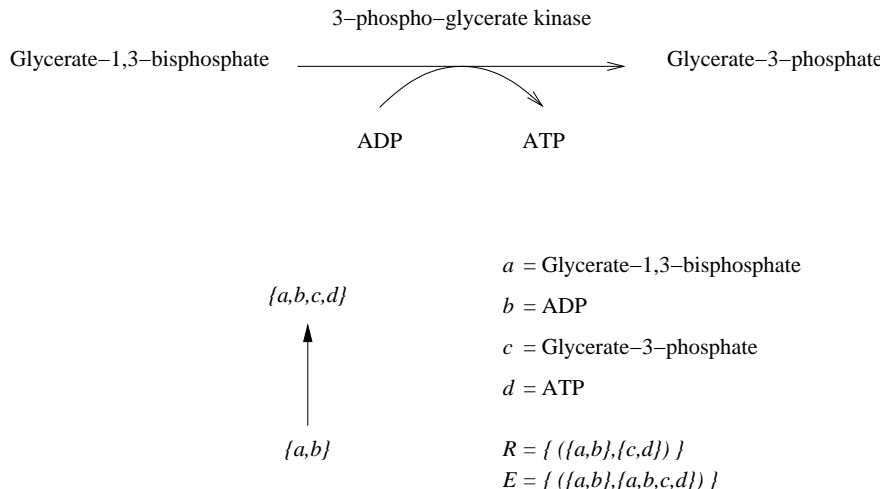 3−phospho−glycerate kinase
Glycerate−1,3−bisphosphate
Glycerate−3−phosphate
ADP
ATP
a = Glycerate−1,3−bisphosphate
{a,b,c,d}
b = ADP
c = Glycerate−3−phosphate
d = ATP
{a,b}
R = { ({a,b},{c,d}) }
E = { ({a,b},{a,b,c,d}) }